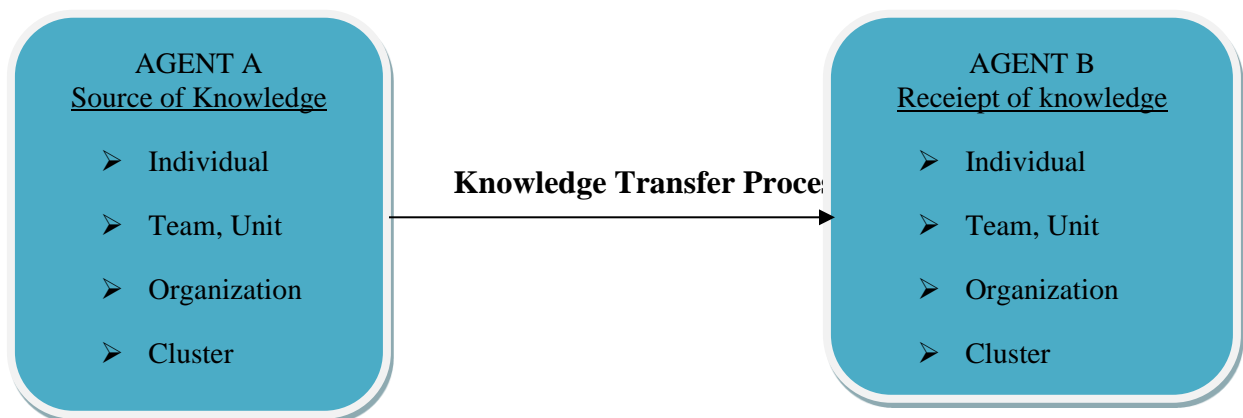 AGENT A
Source of Knowledge
➢ Individual
➢ Team, Unit
➢ Organization
➢ Cluster
Knowledge Transfer Proces
AGENT B
Receiept of knowledge
➢ Individual
➢ Team, Unit
➢ Organization
➢ Cluster